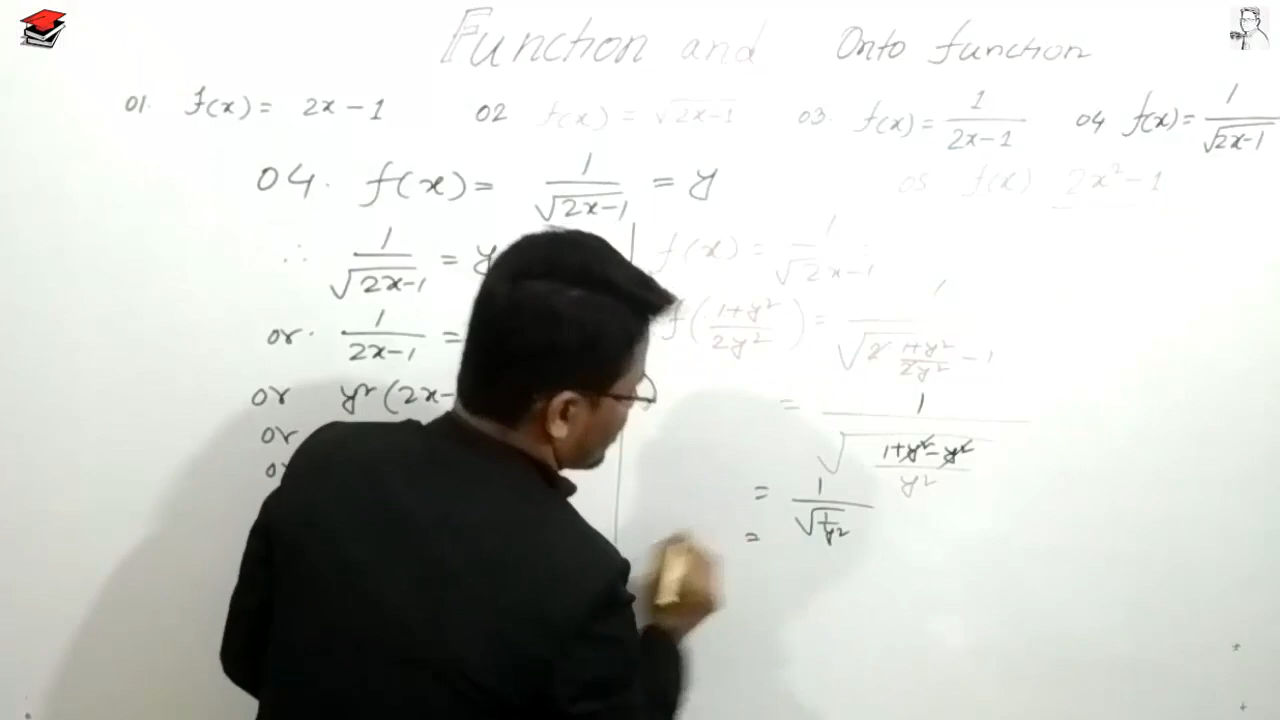 Function and Onto function
01. f(x) = 2x - 1 02 f(x) = √2x-1 03. f(x) = 1/2x-1 04 f(x) = 1/√2x-1
04. f(x) = 1/√2x-1 = y
05 f(x) 2x²-1
∴ 1/√2x-1 = y
or. 1/2x-1 =
or y²(2x-
or
f(x) = 1/√2x-1
f(1+y²/2y²) = 1/√2 1+y²/2y² - 1
= 1/√1+y²-y²/y²
= 1/√1/y²
=